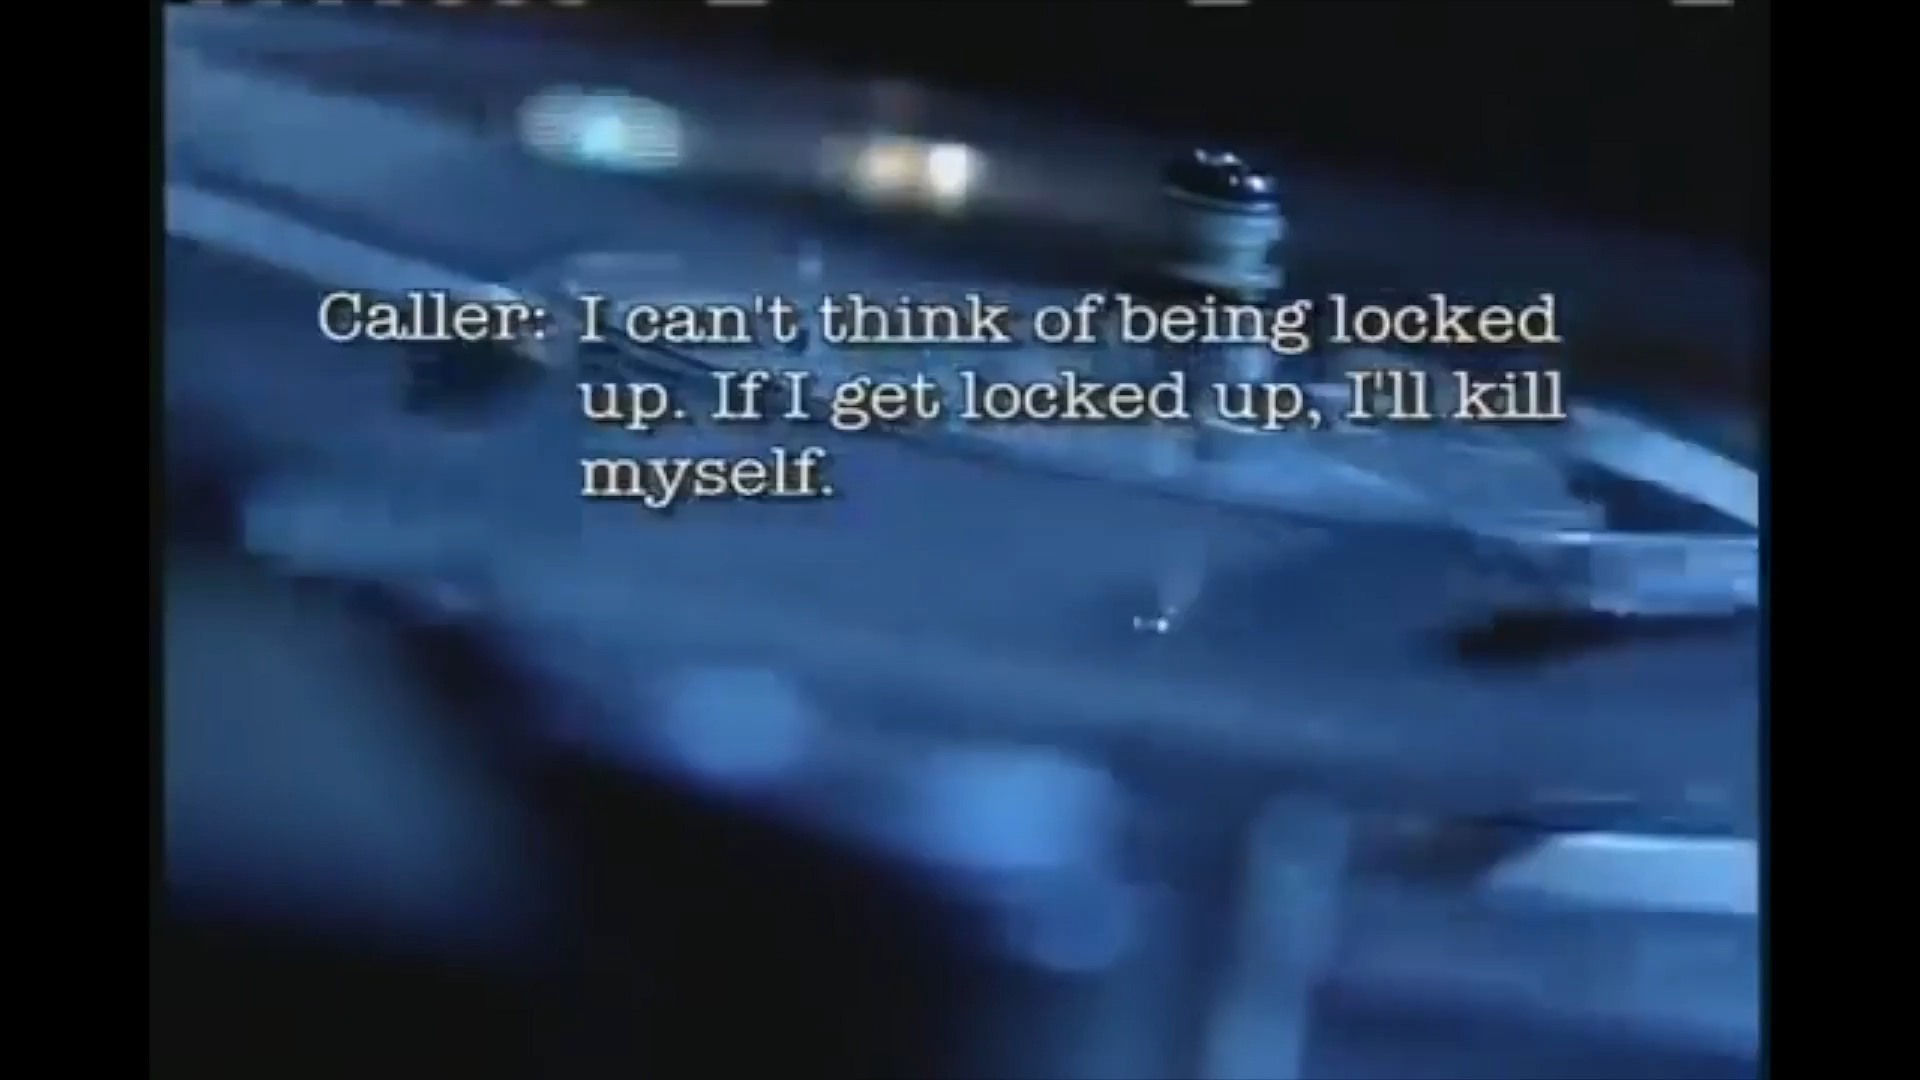 Caller: I can't think of being locked
up. If I get locked up, I'll kill
myself.